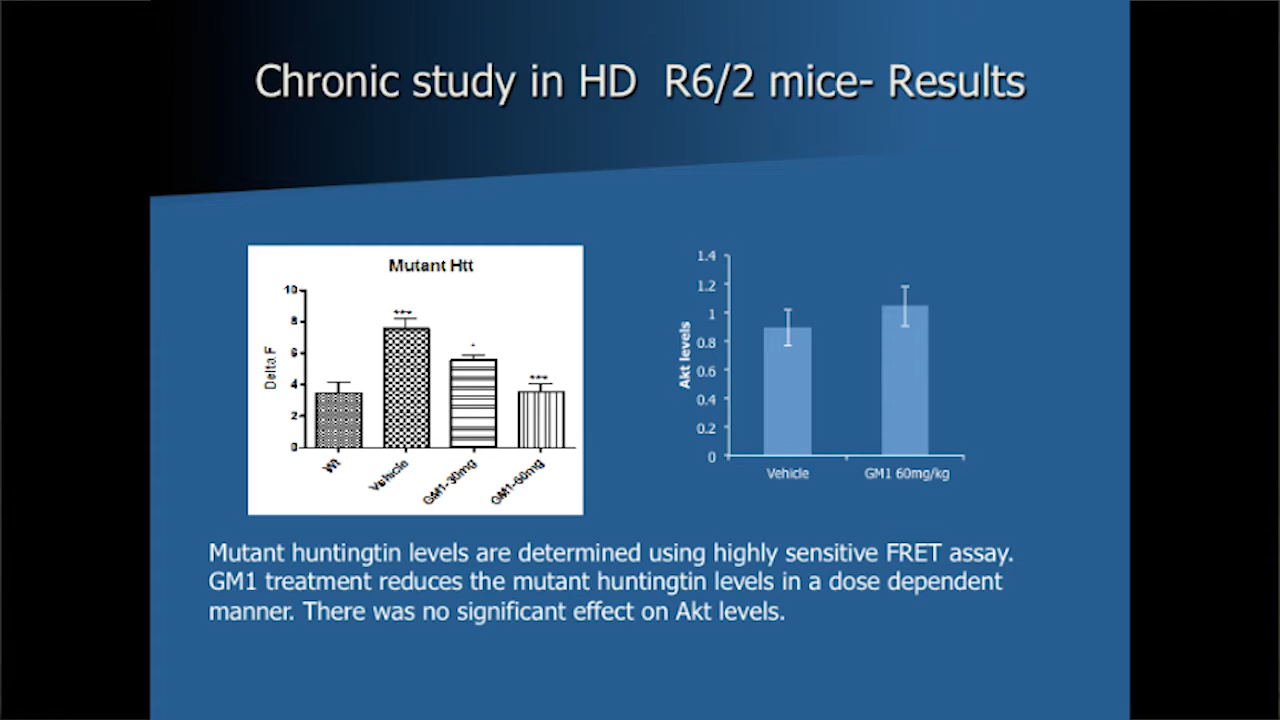 Chronic study in HD R6/2 mice- Results
Mutant Htt
10
8
6
4
2
0
Delta F
***
*
***
Wt
Vehicle
GM1-30mg
GM1-60mg
1.4
1.2
1
0.8
0.6
0.4
0.2
0
Akt levels
Vehicle
GM1 60mg/kg
Mutant huntingtin levels are determined using highly sensitive FRET assay.
GM1 treatment reduces the mutant huntingtin levels in a dose dependent
manner. There was no significant effect on Akt levels.